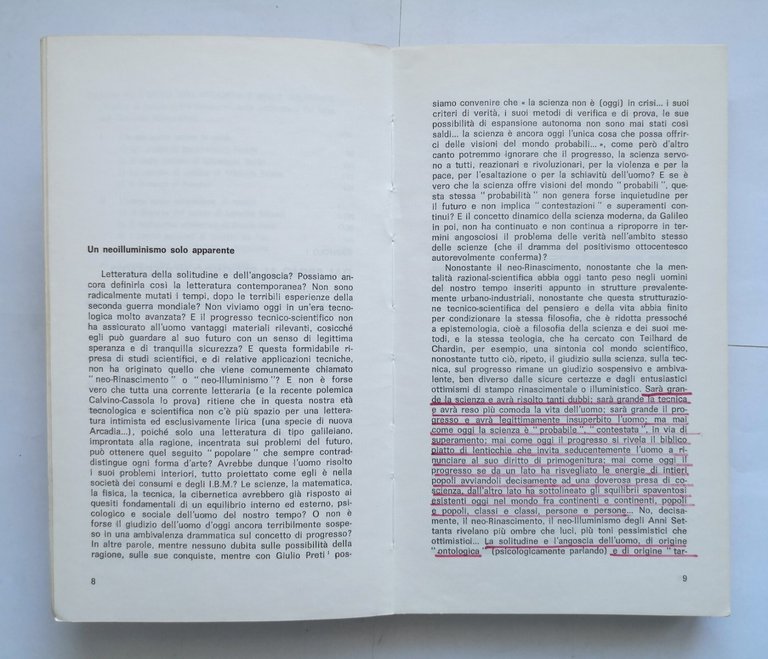 Un neoilluminismo solo apparente
Letteratura della solitudine e dell'angoscia? Possiamo an-
cora definirla così la letteratura contemporanea? Non sono
radicalmente mutati i tempi, dopo le terribili esperienze della
seconda guerra mondiale? Non viviamo oggi in un'era tecno-
logica molto avanzata? E il progresso tecnico-scientifico non
ha assicurato all'uomo vantaggi materiali rilevanti, cosicché
egli può guardare al suo futuro con un senso di legittima
speranza e di tranquilla sicurezza? E questa formidabile ri-
presa di studi scientifici, e di relative applicazioni tecniche,
non ha originato quello che viene comunemente chiamato
"neo-Rinascimento" o "neo-Illuminismo"? E non è forse
vero che tutta una corrente letteraria (e la recente polemica
Calvino-Cassola lo prova) ritiene che in questa nostra età
tecnologica e scientifica non c'è più spazio per una lettera-
tura intimista ed esclusivamente lirica (una specie di nuova
Arcadia...), poiché solo una letteratura di tipo galileiano,
improntata alla ragione, incentrata sui problemi del futuro,
può ottenere quel seguito "popolare" che sempre contrad-
distingue ogni forma d'arte? Avrebbe dunque l'uomo risolto
i suoi problemi interiori, tutto proiettato come egli è nella
società dei consumi e degli I.B.M.? Le scienze, la matematica,
la fisica, la tecnica, la cibernetica avrebbero già risposto ai
quesiti fondamentali di un equilibrio interno ed esterno, psi-
cologico e sociale dell'uomo del nostro tempo? O non è
forse il giudizio dell'uomo d'oggi ancora terribilmente sospe-
so in una ambivalenza drammatica sul concetto di progresso?
In altre parole, mentre nessuno dubita sulle possibilità della
ragione, sulle sue conquiste, mentre con Giulio Preti¹ pos-
8
siamo convenire che « la scienza non è (oggi) in crisi... i suoi
criteri di verità, i suoi metodi di verifica e di prova, le sue
possibilità di espansione autonoma non sono mai stati così
saldi... la scienza è ancora oggi l'unica cosa che possa offrir-
ci delle visioni del mondo probabili... », come però d'altro
canto potremmo ignorare che il progresso, la scienza servo-
no a tutti, reazionari e rivoluzionari, per la violenza e per la
pace, per l'esaltazione o per la schiavitù dell'uomo? E se è
vero che la scienza offre visioni del mondo "probabili", que-
sta stessa "probabilità" non genera forse inquietudine per
il futuro e non implica "contestazioni" e superamenti con-
tinui? E il concetto dinamico della scienza moderna, da Galileo
in poi, non ha continuato e non continua a riproporre in ter-
mini angosciosi il problema delle verità nell'ambito stesso
delle scienze (che il dramma del positivismo ottocentesco
autorevolmente conferma)?
Nonostante il neo-Rinascimento, nonostante che la men-
talità razional-scientifica abbia oggi tanto peso negli uomini
del nostro tempo inseriti appunto in strutture prevalente-
mente urbano-industriali, nonostante che questa strutturazio-
ne tecnico-scientifica del pensiero e della vita abbia finito
per condizionare la stessa filosofia, che è ridotta pressoché
a epistemologia, cioè a filosofia della scienza e dei suoi me-
todi, e la stessa teologia, che ha cercato con Teilhard de
Chardin, per esempio, una sintonia col mondo scientifico,
nonostante tutto ciò, ripeto, il giudizio sulla scienza, sulla tec-
nica, sul progresso rimane un giudizio sospensivo e ambiva-
lente, ben diverso dalle sicure certezze e dagli entusiastici
ottimismi di stampo rinascimentale o illuministico. Sarà gran-
de la scienza e avrà risolto tanti dubbi; sarà grande la tecnica
e avrà reso più comoda la vita dell'uomo; sarà grande il pro-
gresso e avrà legittimamente insuperbito l'uomo; ma mai
come oggi la scienza è "probabile", "contestata", in via di
superamento; mai come oggi il progresso si rivela il biblico
piatto di lenticchie che invita seducentemente l'uomo a ri-
nunciare al suo diritto di primogenitura; mai come oggi il
progresso se da un lato ha risvegliato le energie di intieri
popoli avviandoli decisamente ad una doverosa presa di co-
scienza, dall'altro lato ha sottolineato gli squilibri spaventosi
esistenti oggi nel mondo fra continenti e continenti, popoli
e popoli, classi e classi, persone e persone... No, decisa-
mente, il neo-Rinascimento, il neo-Illuminismo degli Anni Set-
tanta rivelano più ombre che luci, più toni pessimistici che
ottimistici... La solitudine e l'angoscia dell'uomo, di origine
"ontologica" (psicologicamente parlando) e di origine "tar-
9